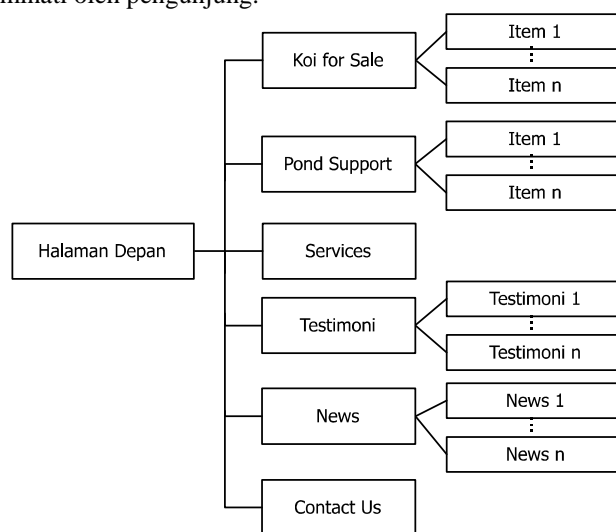 oleh pengunjung.
Koi for Sale
Item 1
Item n
Pond Support
Item 1
Item n
Halaman Depan
Services
Testimoni
Testimoni 1
Testimoni n
News
News 1
News n
Contact Us